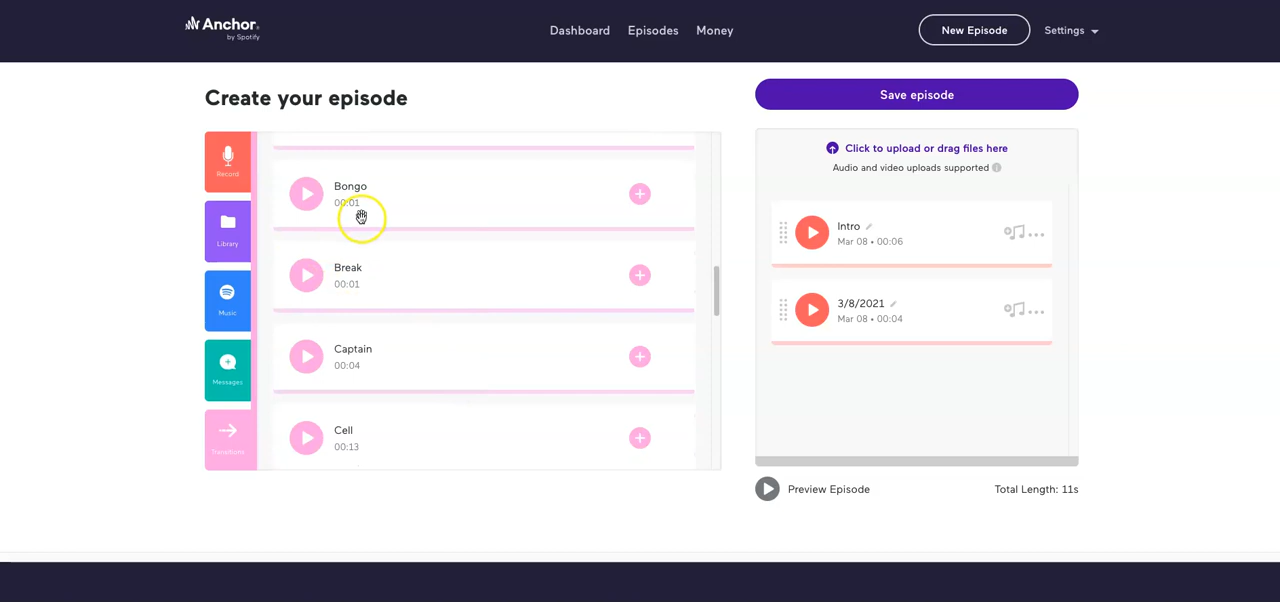 Anchor
by Spotify
Dashboard
Episodes
Money
New Episode
Settings
Create your episode
Save episode
Record
Library
Music
Messages
Transitions
Bongo
00:01
Break
00:01
Captain
00:04
Cell
00:13
Click to upload or drag files here
Audio and video uploads supported
Intro
Mar 08 • 00:06
3/8/2021
Mar 08 • 00:04
Preview Episode
Total Length: 11s